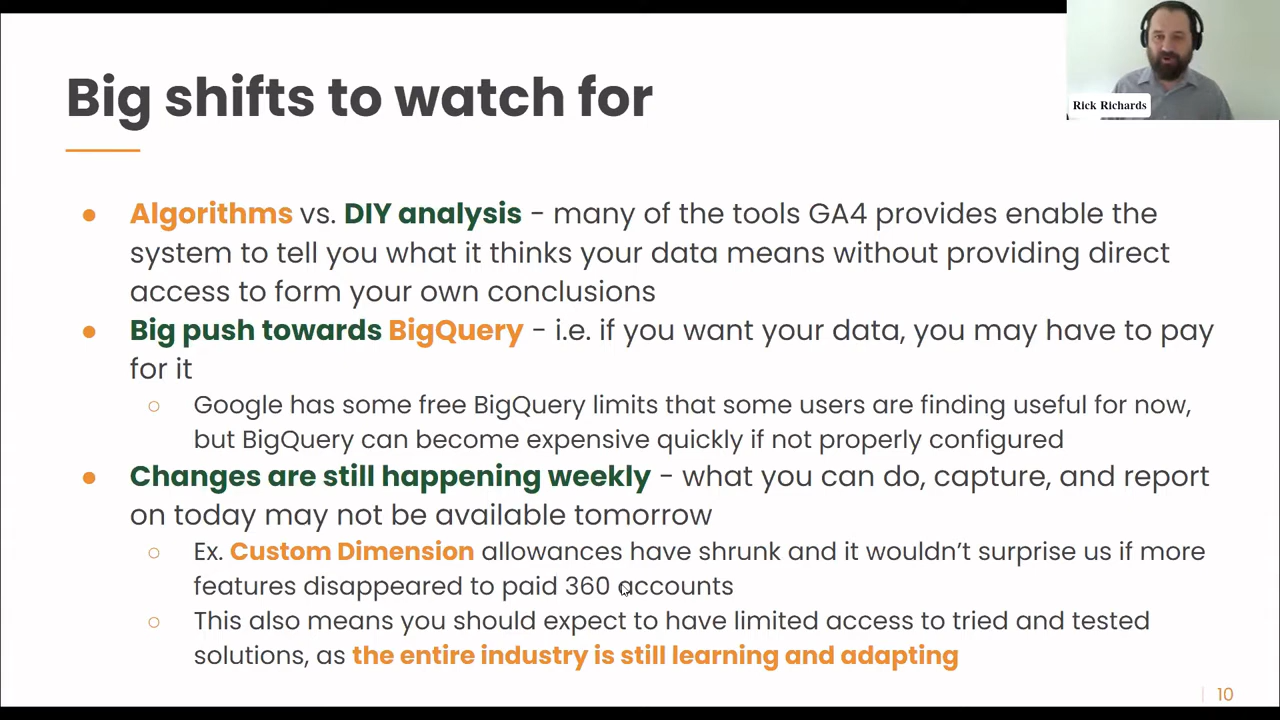 Big shifts to watch for
Rick Richards
● Algorithms vs. DIY analysis - many of the tools GA4 provides enable the
system to tell you what it thinks your data means without providing direct
access to form your own conclusions
● Big push towards BigQuery - i.e. if you want your data, you may have to pay
for it
○ Google has some free BigQuery limits that some users are finding useful for now,
but BigQuery can become expensive quickly if not properly configured
● Changes are still happening weekly - what you can do, capture, and report
on today may not be available tomorrow
○ Ex. Custom Dimension allowances have shrunk and it wouldn’t surprise us if more
features disappeared to paid 360 accounts
○ This also means you should expect to have limited access to tried and tested
solutions, as the entire industry is still learning and adapting
10